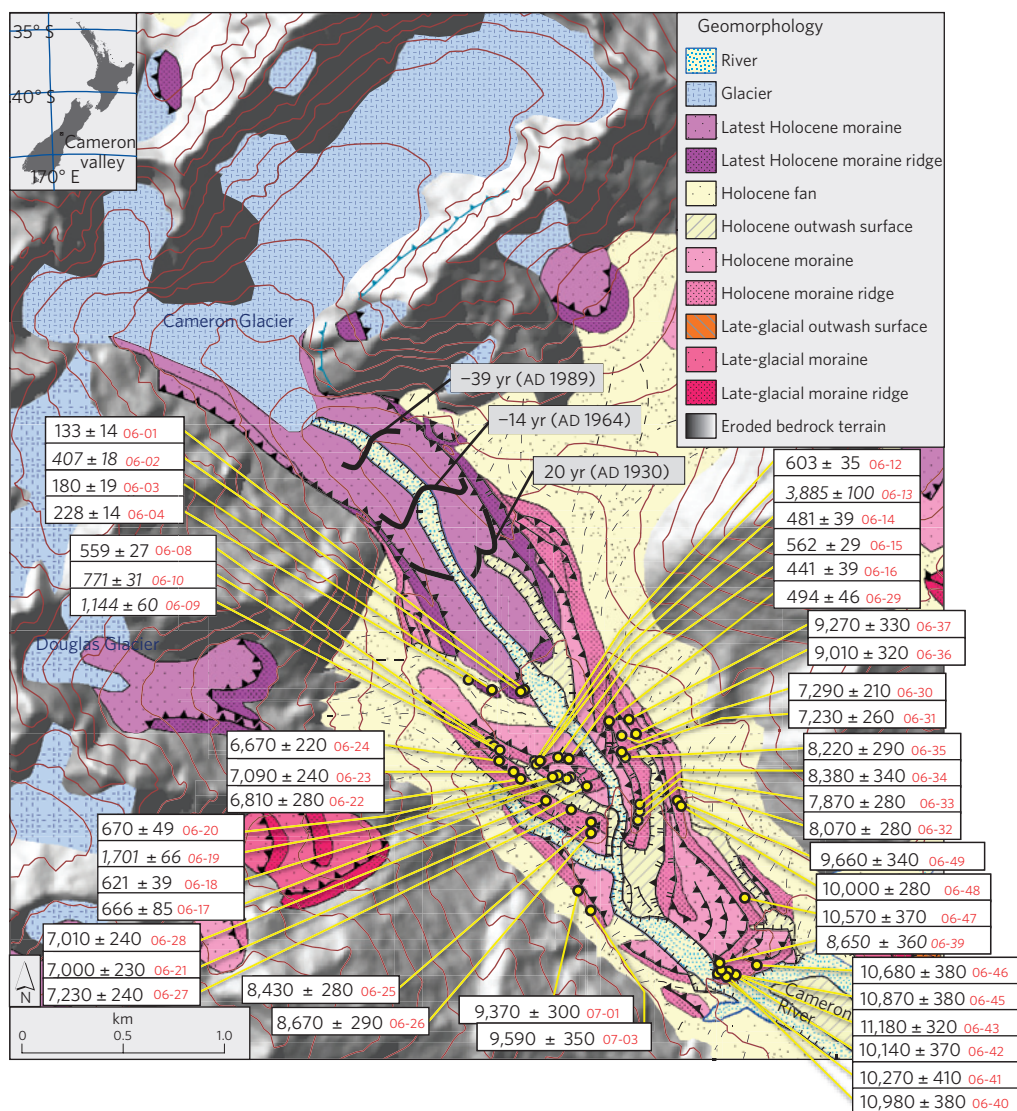 35° S
40° S
Cameron
valley
170° E
Geomorphology
River
Glacier
Latest Holocene moraine
Latest Holocene moraine ridge
Holocene fan
Holocene outwash surface
Holocene moraine
Holocene moraine ridge
Late-glacial outwash surface
Late-glacial moraine
Late-glacial moraine ridge
Eroded bedrock terrain
Cameron Glacier
−39 yr (AD 1989)
−14 yr (AD 1964)
20 yr (AD 1930)
133 ± 14 06-01
407 ± 18 06-02
180 ± 19 06-03
228 ± 14 06-04
559 ± 27 06-08
771 ± 31 06-10
1,144 ± 60 06-09
Douglas Glacier
603 ± 35 06-12
3,885 ± 100 06-13
481 ± 39 06-14
562 ± 29 06-15
441 ± 39 06-16
494 ± 46 06-29
9,270 ± 330 06-37
9,010 ± 320 06-36
7,290 ± 210 06-30
7,230 ± 260 06-31
8,220 ± 290 06-35
8,380 ± 340 06-34
7,870 ± 280 06-33
8,070 ± 280 06-32
9,660 ± 340 06-49
10,000 ± 280 06-48
10,570 ± 370 06-47
8,650 ± 360 06-39
10,680 ± 380 06-46
10,870 ± 380 06-45
11,180 ± 320 06-43
10,140 ± 370 06-42
10,270 ± 410 06-41
10,980 ± 380 06-40
6,670 ± 220 06-24
7,090 ± 240 06-23
6,810 ± 280 06-22
670 ± 49 06-20
1,701 ± 66 06-19
621 ± 39 06-18
666 ± 85 06-17
7,010 ± 240 06-28
7,000 ± 230 06-21
7,230 ± 240 06-27
8,430 ± 280 06-25
8,670 ± 290 06-26
9,370 ± 300 07-01
9,590 ± 350 07-03
Cameron
River
N
km
0 0.5 1.0